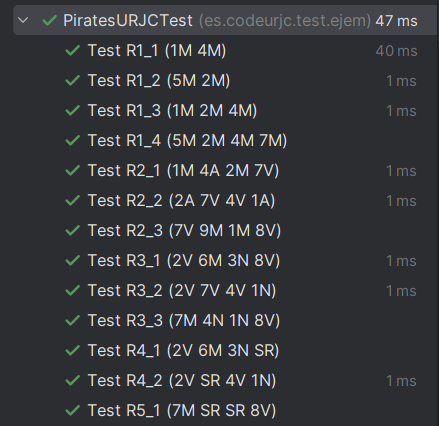 PiratesURJCTest (es.codeurjc.test.ejem) 47 ms
Test R1_1 (1M 4M) 40 ms
Test R1_2 (5M 2M) 1 ms
Test R1_3 (1M 2M 4M) 1 ms
Test R1_4 (5M 2M 4M 7M)
Test R2_1 (1M 4A 2M 7V) 1 ms
Test R2_2 (2A 7V 4V 1A) 1 ms
Test R2_3 (7V 9M 1M 8V)
Test R3_1 (2V 6M 3N 8V) 1 ms
Test R3_2 (2V 7V 4V 1N) 1 ms
Test R3_3 (7M 4N 1N 8V)
Test R4_1 (2V 6M 3N SR)
Test R4_2 (2V SR 4V 1N) 1 ms
Test R5_1 (7M SR SR 8V)